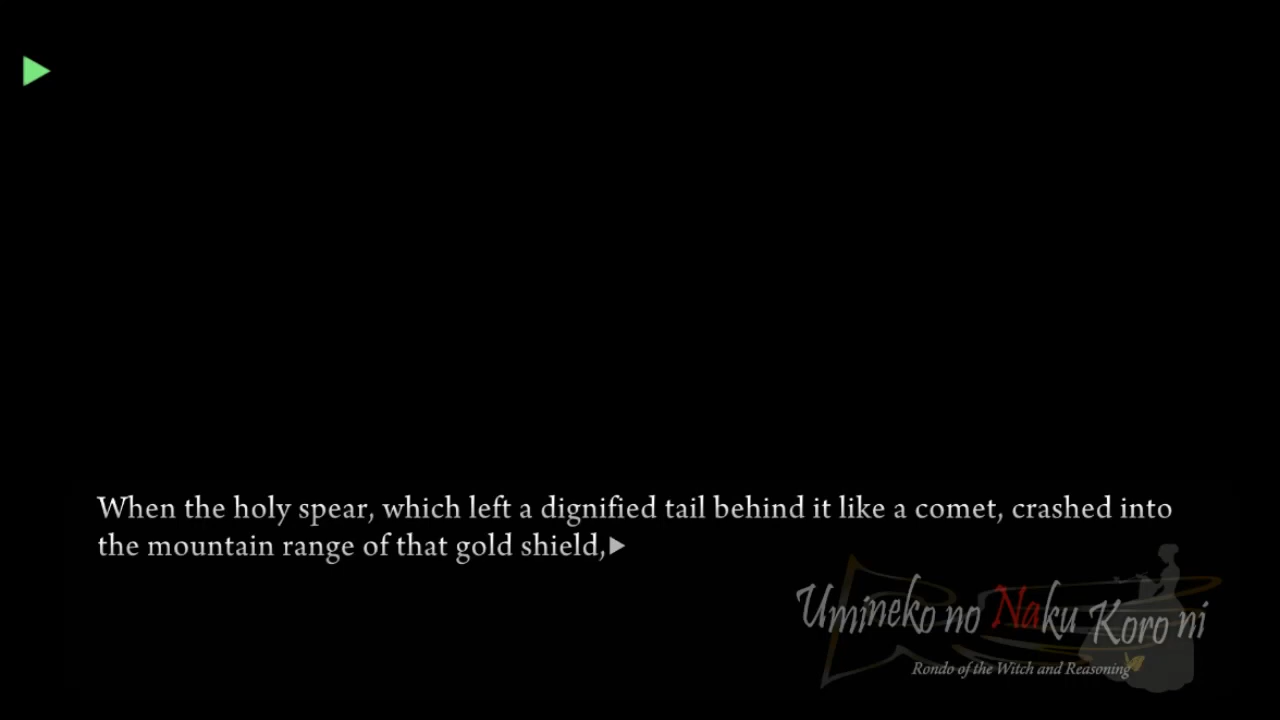 When the holy spear, which left a dignified tail behind it like a comet, crashed into
the mountain range of that gold shield,
Umineko no Naku Koro ni
Rondo of the Witch and Reasoning